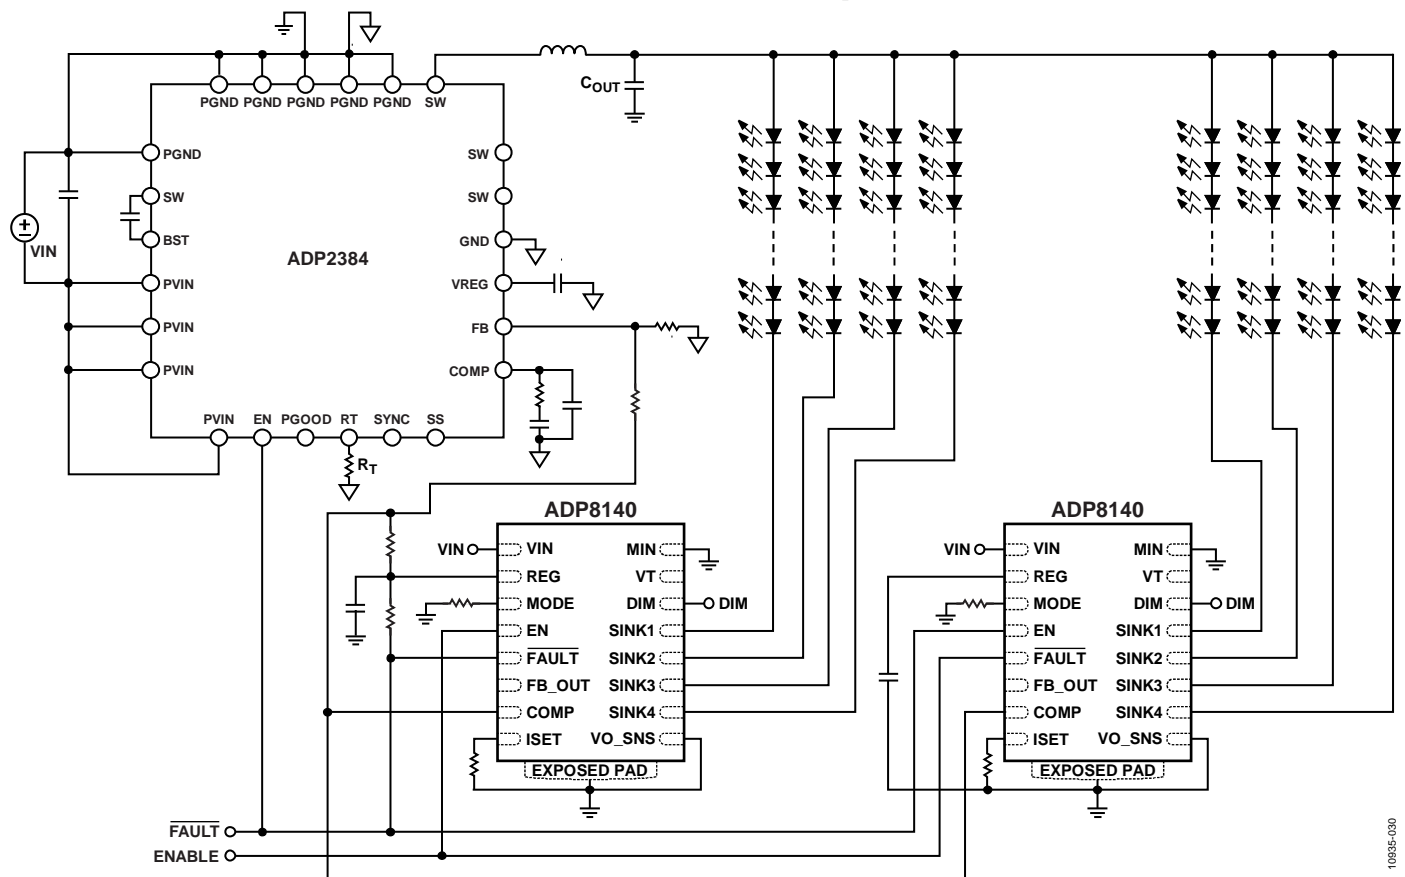 PGND PGND PGND PGND PGND SW
C_OUT
PGND
SW
SW
SW
BST
GND
VIN
ADP2384
PVIN
VREG
PVIN
FB
PVIN
COMP
PVIN EN PGOOD RT SYNC SS
R_T
ADP8140
VIN
VIN
REG
MODE
EN
FAULT
FB_OUT
COMP
ISET
MIN
VT
DIM
DIM
SINK1
SINK2
SINK3
SINK4
VO_SNS
EXPOSED PAD
ADP8140
VIN
VIN
REG
MODE
EN
FAULT
FB_OUT
COMP
ISET
MIN
VT
DIM
DIM
SINK1
SINK2
SINK3
SINK4
VO_SNS
EXPOSED PAD
FAULT
ENABLE
10935-030